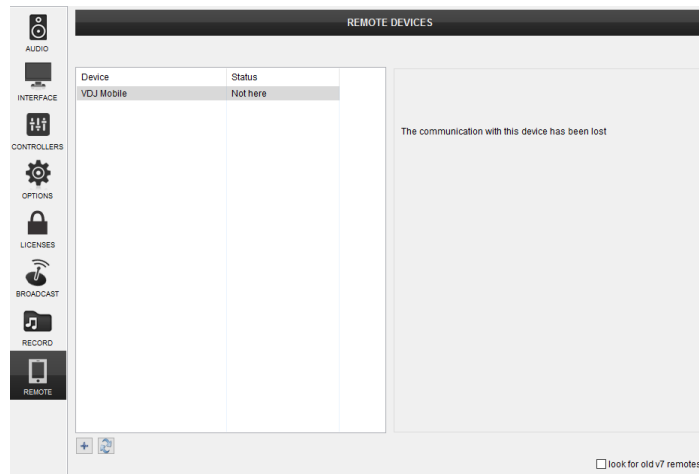 REMOTE DEVICES
AUDIO
INTERFACE
CONTROLLERS
OPTIONS
LICENSES
BROADCAST
RECORD
REMOTE
Device Status
VDJ Mobile Not here
The communication with this device has been lost
look for old v7 remotes